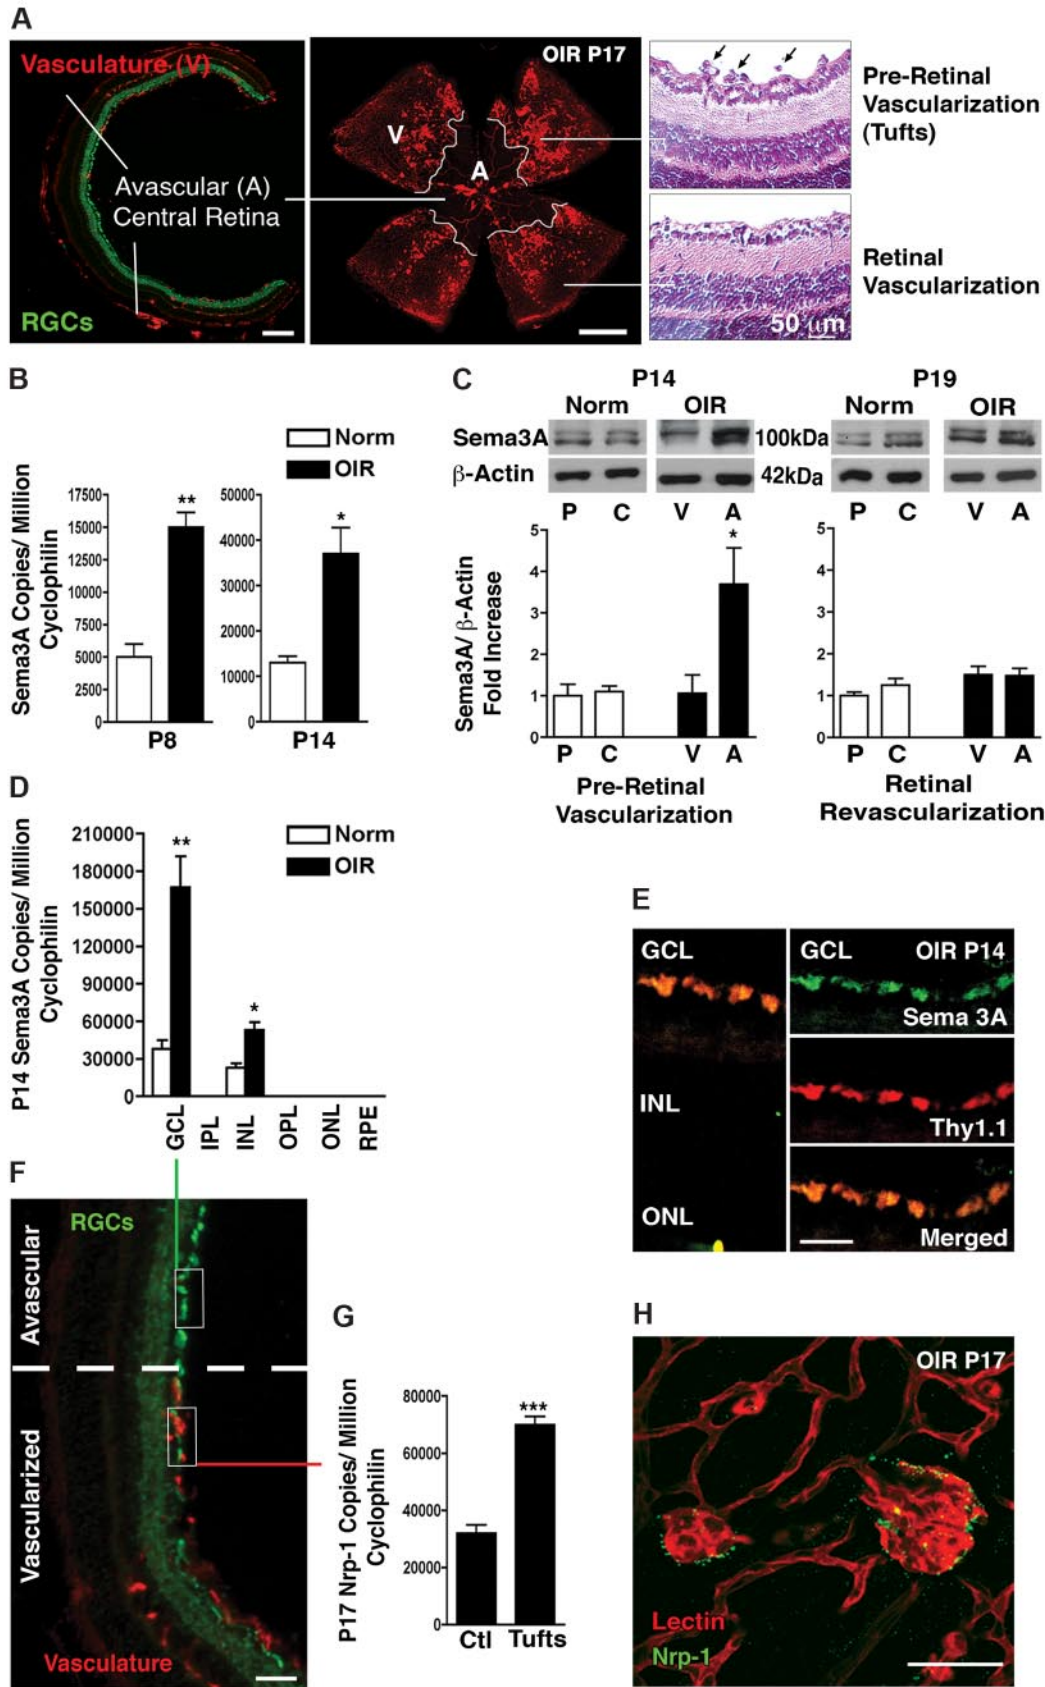 A
Vasculature (V)
Avascular (A)
Central Retina
RGCs
OIR P17
V
A
Pre-Retinal
Vascularization
(Tufts)
Retinal
Vascularization
50 μm
B
Norm
OIR
Sema3A Copies/ Million
Cyclophilin
17500
15000
12500
10000
7500
5000
2500
0
**
P8
50000
40000
30000
20000
10000
0
*
P14
C
P14
P19
Norm
OIR
Norm
OIR
Sema3A
100kDa
β-Actin
42kDa
P C V A
P C V A
Sema3A/ β-Actin
Fold Increase
5
4
3
2
1
0
*
P C V A
Pre-Retinal
Vascularization
5
4
3
2
1
0
P C V A
Retinal
Revascularization
D
Norm
OIR
P14 Sema3A Copies/ Million
Cyclophilin
210000
180000
150000
120000
90000
60000
30000
0
**
*
GCL
IPL
INL
OPL
ONL
RPE
E
GCL
INL
ONL
GCL
OIR P14
Sema 3A
Thy1.1
Merged
F
RGCs
Avascular
Vascularized
Vasculature
G
P17 Nrp-1 Copies/ Million
Cyclophilin
80000
60000
40000
20000
0
***
Ctl Tufts
H
OIR P17
Lectin
Nrp-1